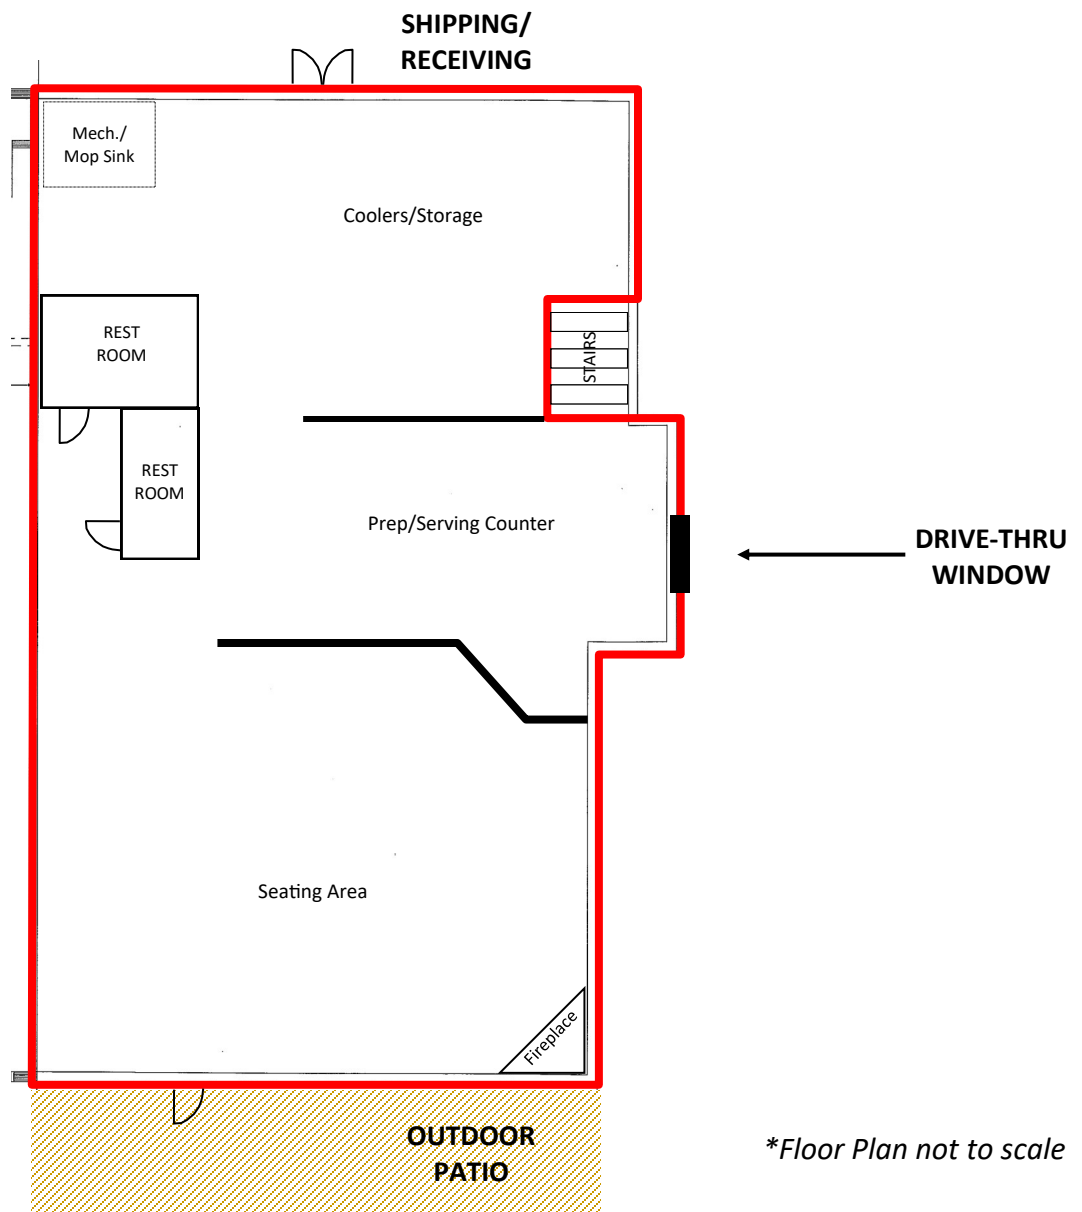 SHIPPING/
RECEIVING
Mech./
Mop Sink
Coolers/Storage
REST
ROOM
STAIRS
REST
ROOM
Prep/Serving Counter
DRIVE-THRU
WINDOW
Seating Area
Fireplace
OUTDOOR
PATIO
*Floor Plan not to scale